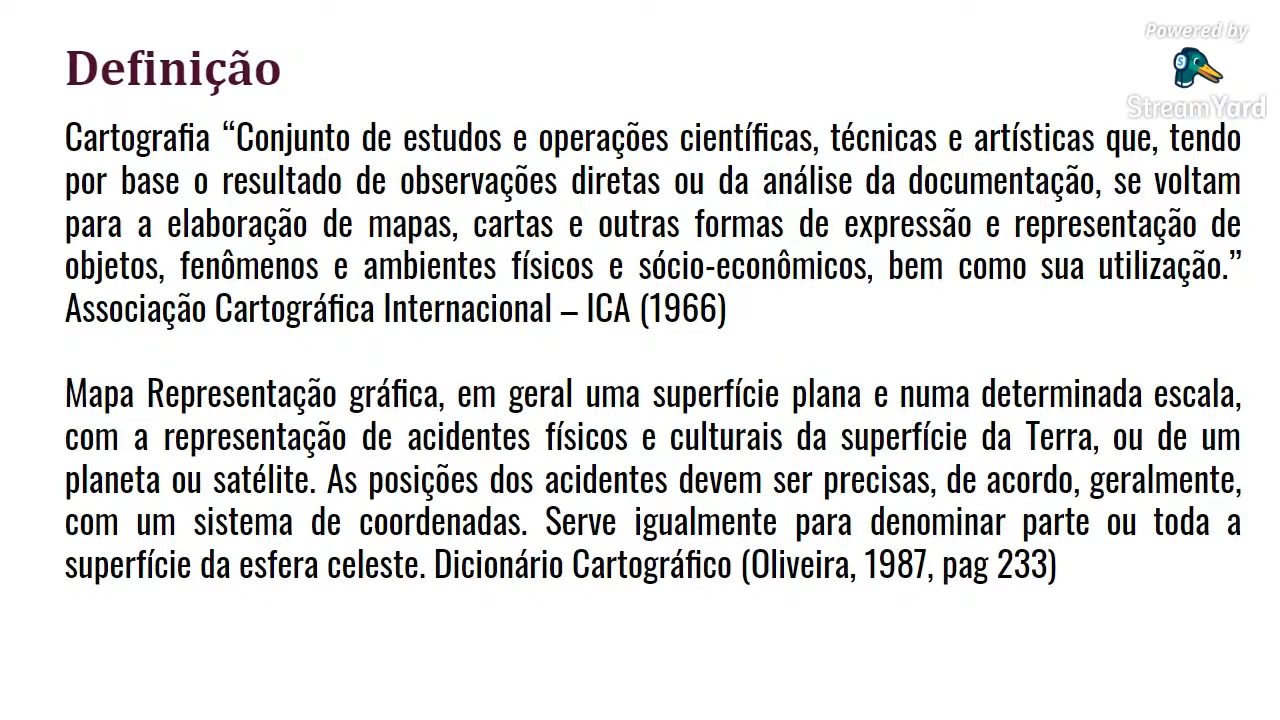 Powered by
Definição
StreamYard
Cartografia “Conjunto de estudos e operações científicas, técnicas e artísticas que, tendo
por base o resultado de observações diretas ou da análise da documentação, se voltam
para a elaboração de mapas, cartas e outras formas de expressão e representação de
objetos, fenômenos e ambientes físicos e sócio-econômicos, bem como sua utilização.”
Associação Cartográfica Internacional – ICA (1966)
Mapa Representação gráfica, em geral uma superfície plana e numa determinada escala,
com a representação de acidentes físicos e culturais da superfície da Terra, ou de um
planeta ou satélite. As posições dos acidentes devem ser precisas, de acordo, geralmente,
com um sistema de coordenadas. Serve igualmente para denominar parte ou toda a
superfície da esfera celeste. Dicionário Cartográfico (Oliveira, 1987, pag 233)